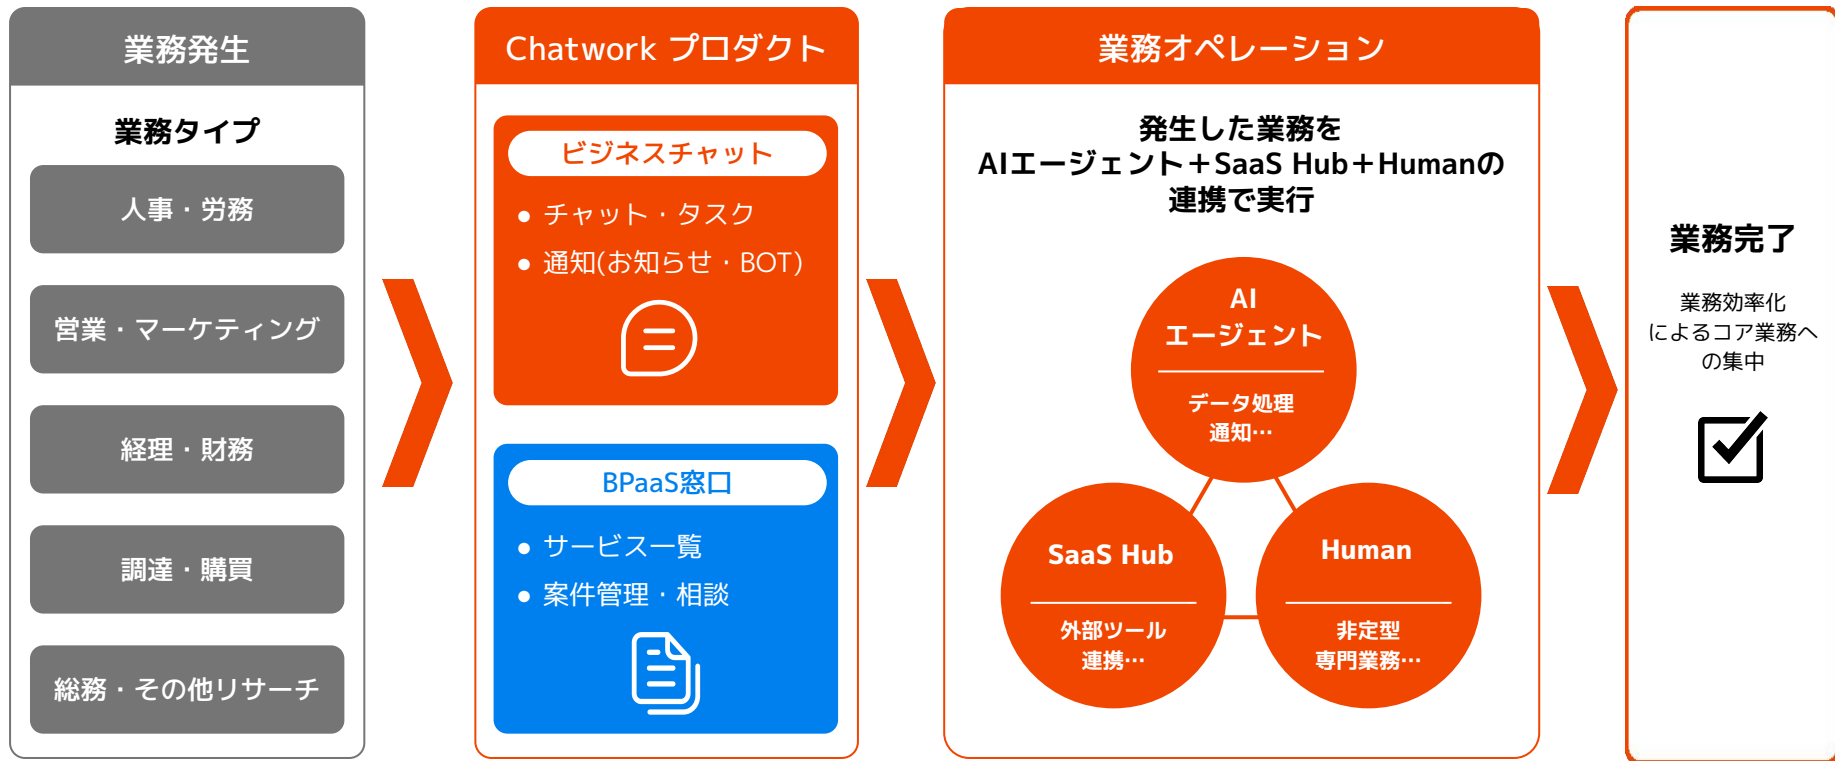 業務発生
業務タイプ
人事・労務
営業・マーケティング
経理・財務
調達・購買
総務・その他リサーチ
Chatwork プロダクト
ビジネスチャット
• チャット・タスク
• 通知(お知らせ・BOT)
BPaaS窓口
• サービス一覧
• 案件管理・相談
業務オペレーション
発生した業務を
AIエージェント＋SaaS Hub＋Humanの
連携で実行
AI
エージェント
データ処理
通知…
SaaS Hub
外部ツール
連携…
Human
非定型
専門業務…
業務完了
業務効率化
によるコア業務へ
の集中